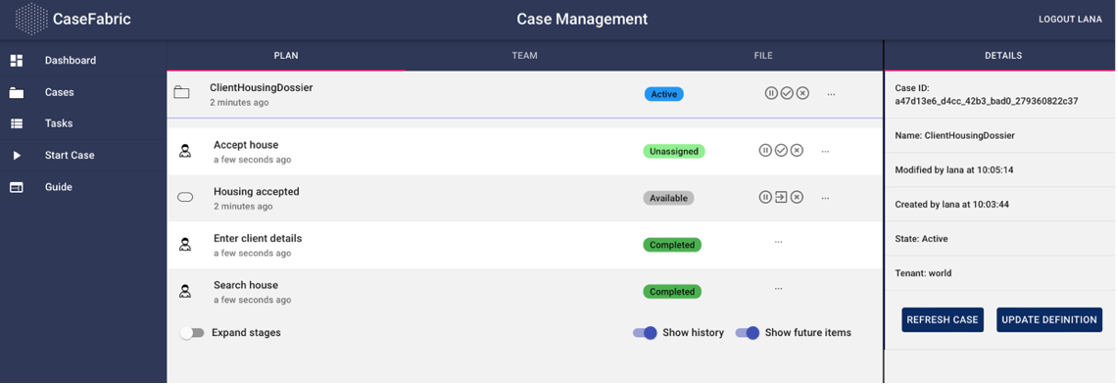 CaseFabric
Case Management
LOGOUT LANA
Dashboard
Cases
Tasks
Start Case
Guide
PLAN
TEAM
FILE
ClientHousingDossier
2 minutes ago
Active
...
Accept house
a few seconds ago
Unassigned
...
Housing accepted
2 minutes ago
Available
...
Enter client details
a few seconds ago
Completed
...
Search house
a few seconds ago
Completed
...
Expand stages
Show history
Show future items
DETAILS
Case ID:
a47d13e6_d4cc_42b3_bad0_279360822c37
Name: ClientHousingDossier
Modified by lana at 10:05:14
Created by lana at 10:03:44
State: Active
Tenant: world
REFRESH CASE
UPDATE DEFINITION